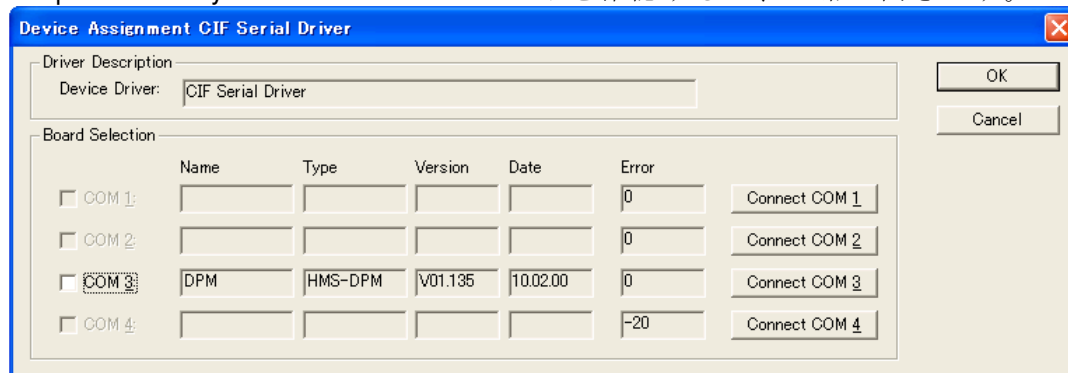 Device Assignment CIF Serial Driver
Driver Description
Device Driver: CIF Serial Driver
OK
Cancel
Board Selection
Name Type Version Date Error
COM 1: 0 Connect COM 1
COM 2: 0 Connect COM 2
COM 3: DPM HMS-DPM V01.135 10.02.00 0 Connect COM 3
COM 4: -20 Connect COM 4